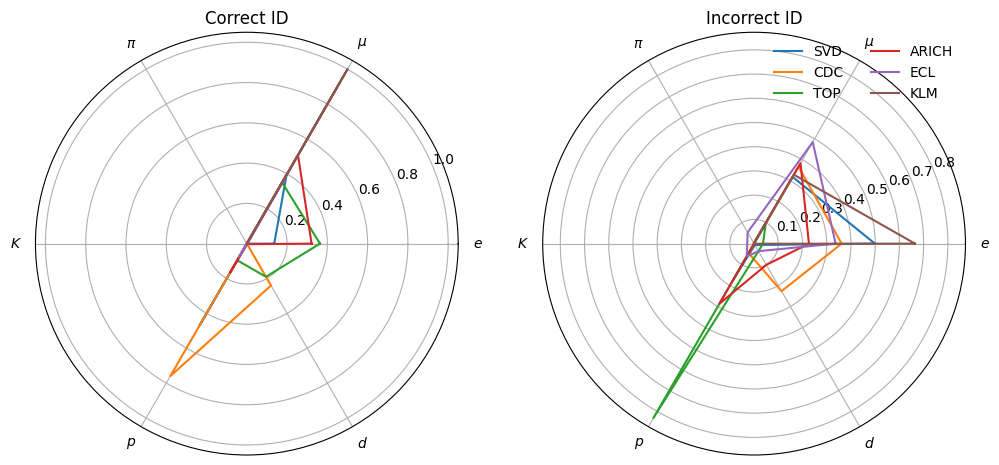 Correct ID
Incorrect ID
π
μ
π
μ
SVD
ARICH
CDC
ECL
TOP
KLM
1.0
0.8
0.6
0.4
0.2
0.8
0.7
0.6
0.5
0.4
0.3
0.2
0.1
K
e
K
e
p
d
p
d